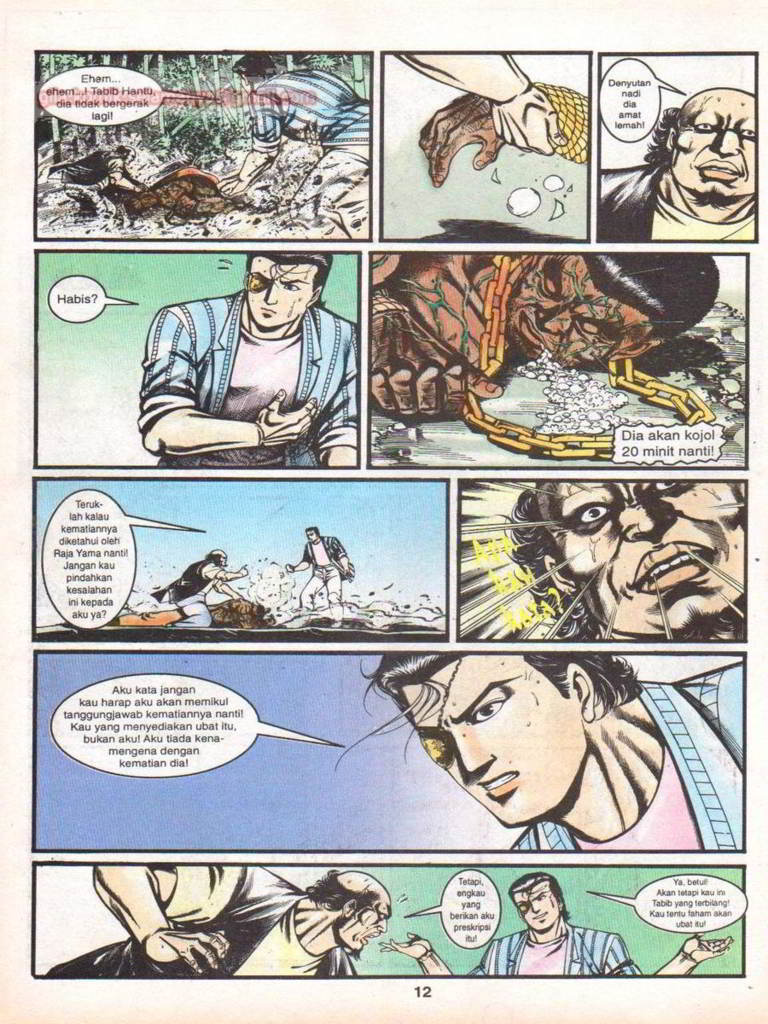 Ehem...
ehem...! Tabib Hantu,
dia tidak bergerak
lagi!
Denyutan
nadi
dia
amat
lemah!
Habis?
Dia akan kojol
20 minit nanti!
Teruk-
lah kalau
kematiannya
diketahui oleh
Raja Yama nanti!
Jangan kau
pindahkan
kesalahan
ini kepada
aku ya?
KATA?
Aku kata jangan
kau harap aku akan memikul
tanggungjawab kematiannya nanti!
Kau yang menyediakan ubat itu,
bukan aku! Aku tiada kena-
mengena dengan
kematian dia!
Tetapi,
engkau
yang
berikan aku
preskripsi
itu!
Ya, betul!
Akan tetapi kau ini
Tabib yang terbilang!
Kau tentu faham akan
ubat itu!
12